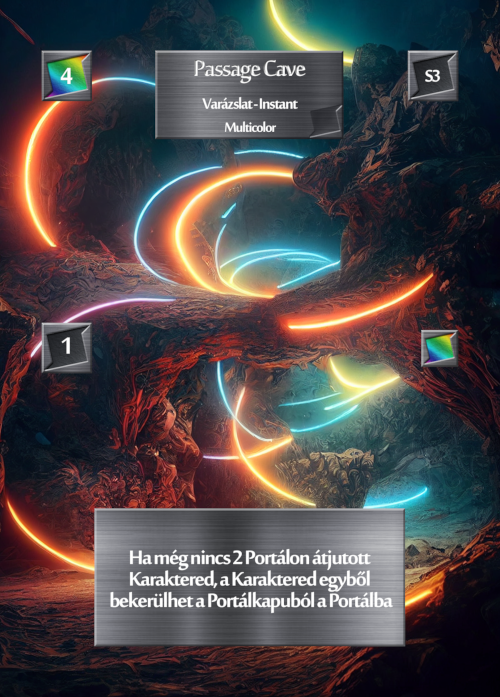 4
Passage Cave
S3
Varázslat - Instant
Multicolor
1
Ha még nincs 2 Portálon átjutott
Karaktered, a Karaktered egyből
bekerülhet a Portálkapuból a Portálba